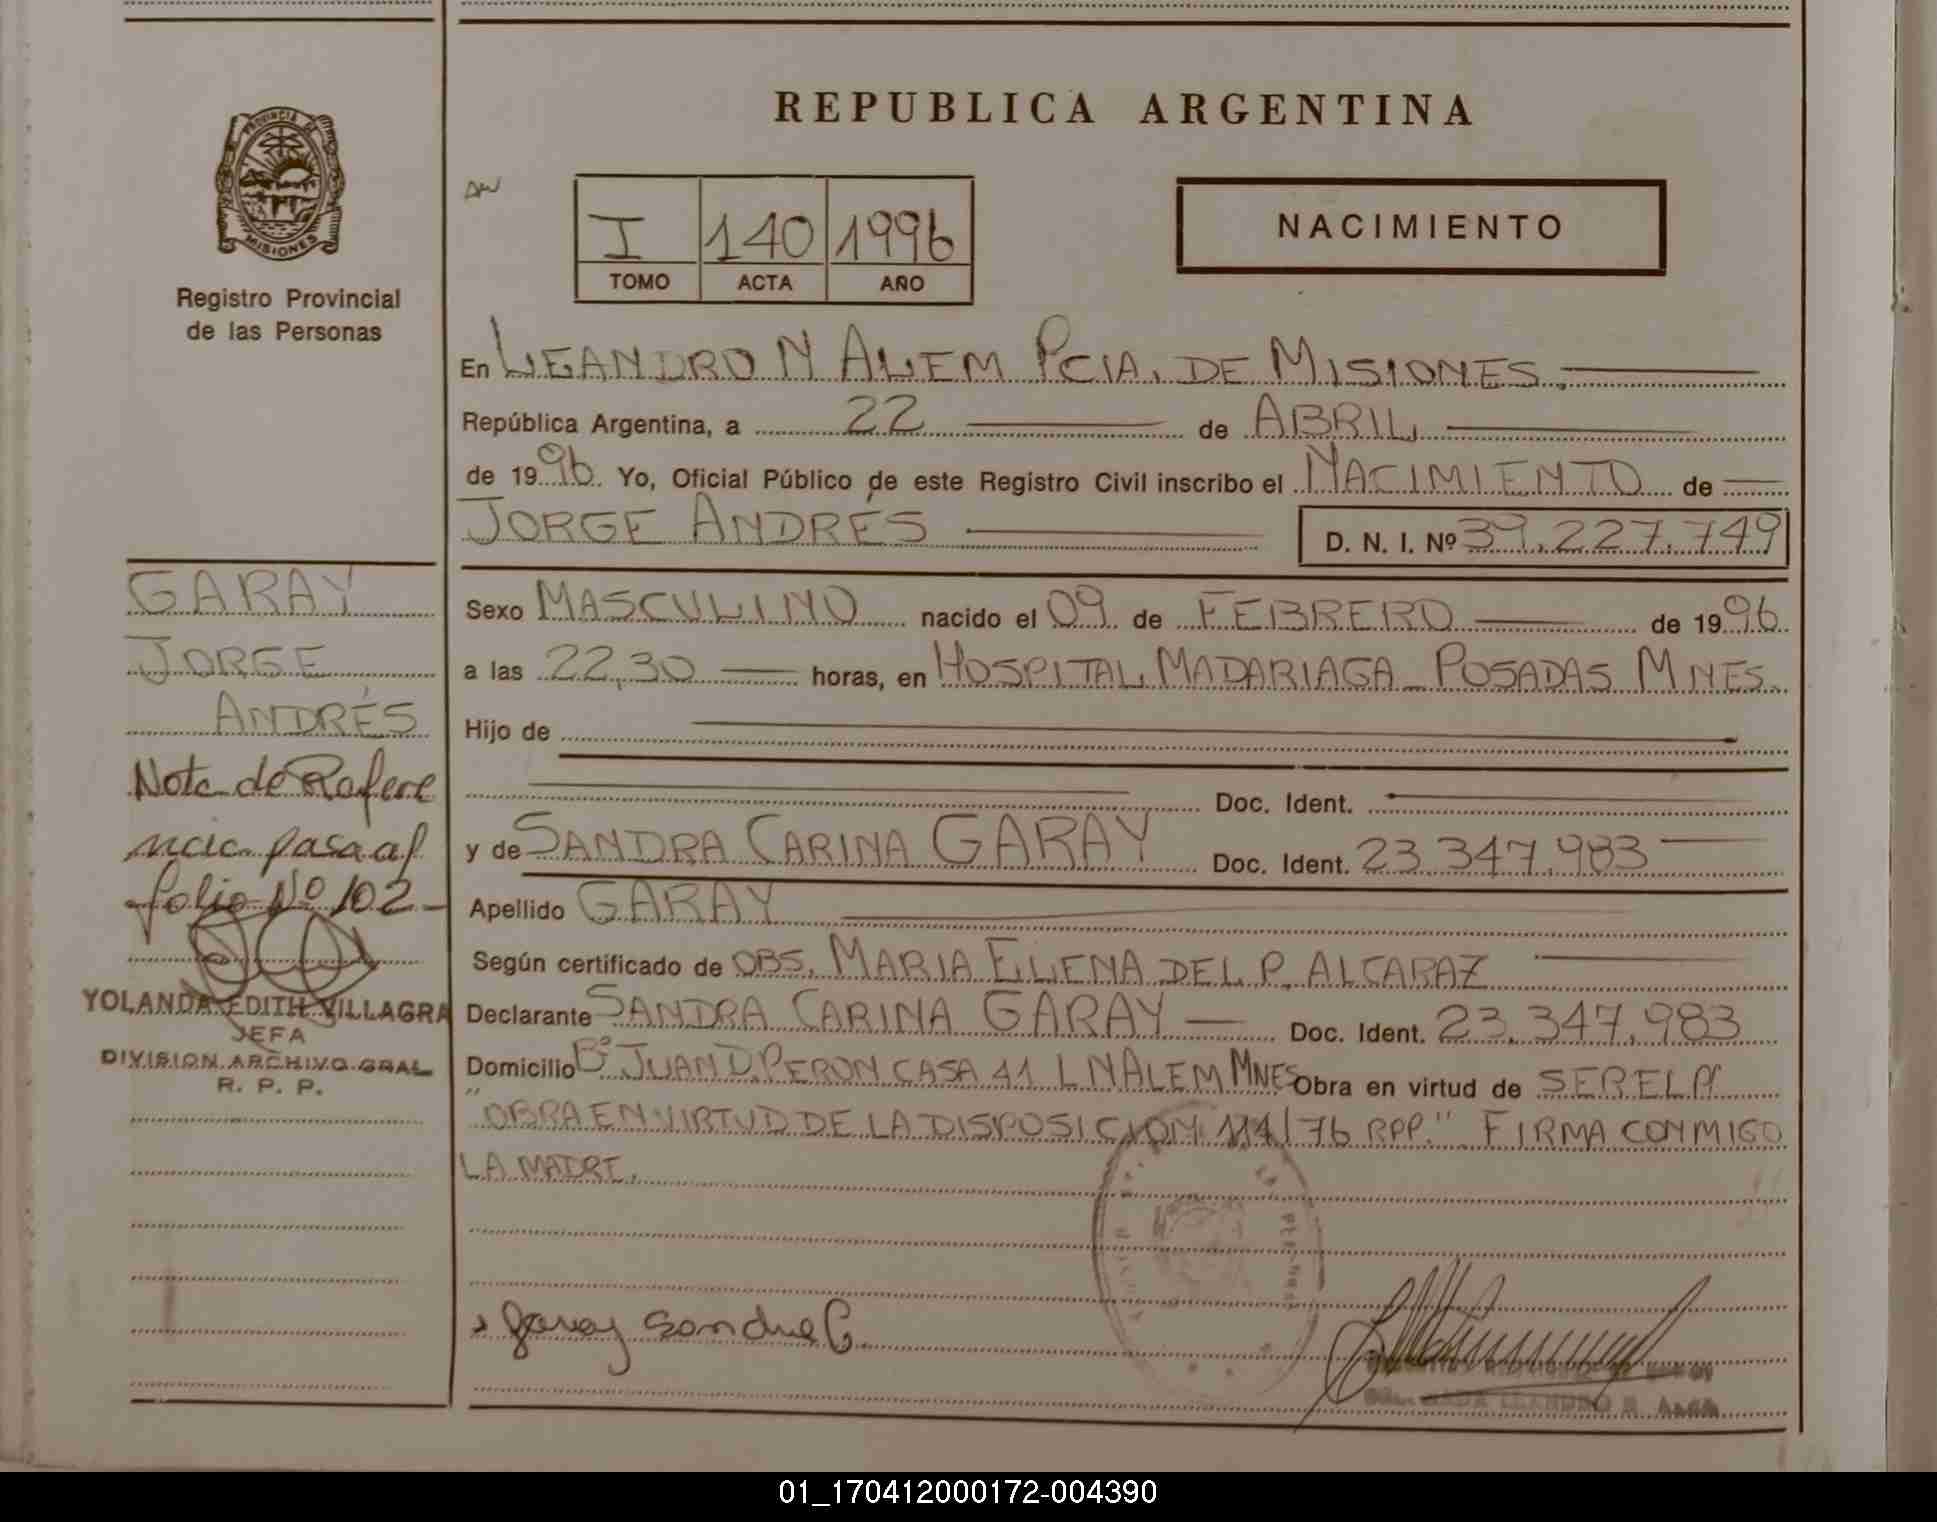 REPUBLICA ARGENTINA
PROVINCIA DE MISIONES
Registro Provincial
de las Personas
I 140 1996
TOMO ACTA AÑO
NACIMIENTO
En LEANDRO N ALEM PCIA. DE MISIONES.
República Argentina, a 22 de ABRIL
de 1996 Yo, Oficial Público de este Registro Civil inscribo el NACIMIENTO de
JORGE ANDRÉS D. N. I. Nº 39.227.749
Sexo MASCULINO nacido el 09 de FEBRERO de 1996
a las 22,30 horas, en HOSPITAL MADARIAGA - POSADAS MNES.
Hijo de
Doc. Ident.
y de SANDRA CARINA GARAY Doc. Ident. 23.347.983
Apellido GARAY
Según certificado de OBS. MARIA ELENA DEL P. ALCARAZ
Declarante SANDRA CARINA GARAY Doc. Ident. 23.347.983
Domicilio Bº JUAN D. PERON CASA 41 L N ALEM MNES Obra en virtud de SER EL P/
"OBRA EN VIRTUD DE LA DISPOSICION 114/76 RPP." FIRMA CONMIGO
LA MADRE.
Garay Sandra C.
GARAY
JORGE
ANDRÉS
Nota de Refere
ncia pasa al
folio Nº 102-
YOLANDA EDITH VILLAGRA
JEFA
DIVISION ARCHIVO GRAL
R. P. P.
01_170412000172-004390